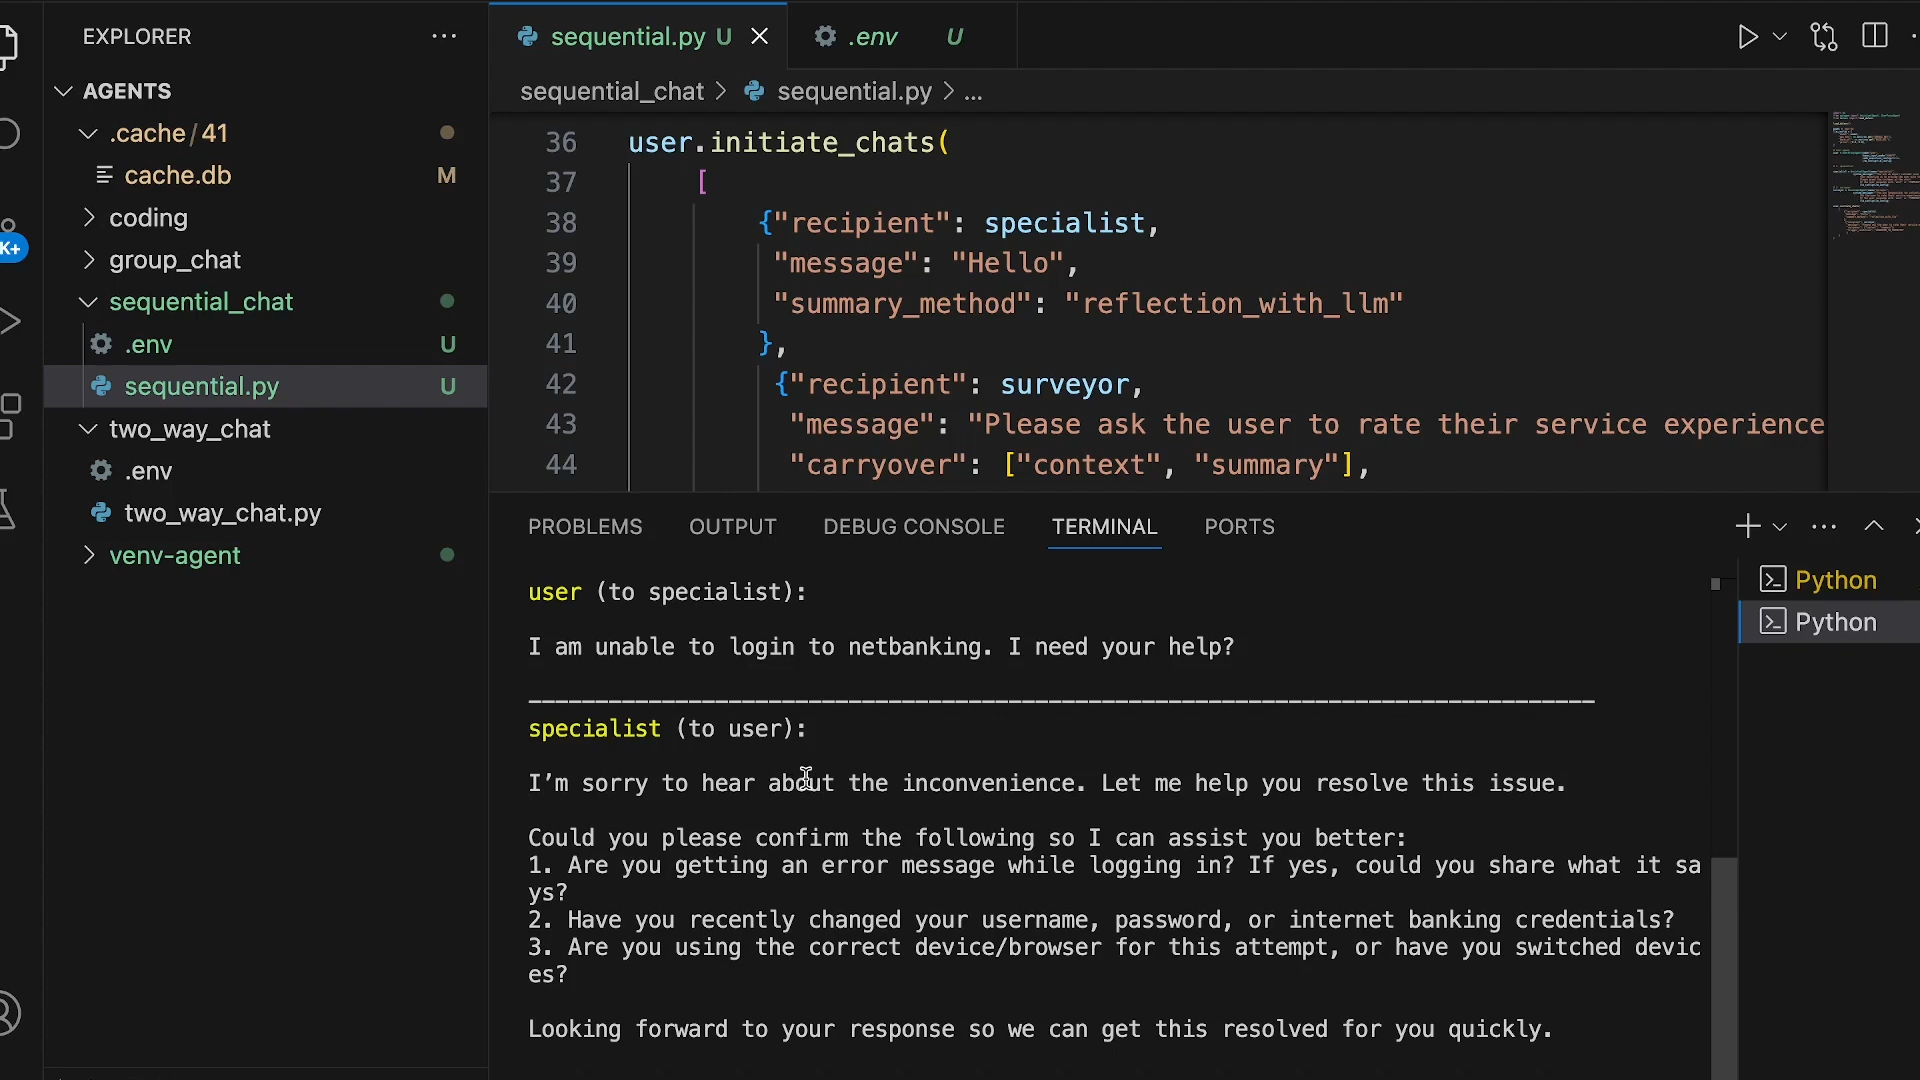 EXPLORER
AGENTS
.cache / 41
cache.db M
coding
group_chat
sequential_chat
.env U
sequential.py U
two_way_chat
.env
two_way_chat.py
venv-agent
K+
sequential.py U
.env U
sequential_chat > sequential.py > ...
36 user.initiate_chats(
37 [
38 {"recipient": specialist,
39 "message": "Hello",
40 "summary_method": "reflection_with_llm"
41 },
42 {"recipient": surveyor,
43 "message": "Please ask the user to rate their service experience
44 "carryover": ["context", "summary"],
PROBLEMS OUTPUT DEBUG CONSOLE TERMINAL PORTS
Python
Python
user (to specialist):
I am unable to login to netbanking. I need your help?
--------------------------------------------------------------------------------
specialist (to user):
I’m sorry to hear about the inconvenience. Let me help you resolve this issue.
Could you please confirm the following so I can assist you better:
1. Are you getting an error message while logging in? If yes, could you share what it sa
ys?
2. Have you recently changed your username, password, or internet banking credentials?
3. Are you using the correct device/browser for this attempt, or have you switched devic
es?
Looking forward to your response so we can get this resolved for you quickly.